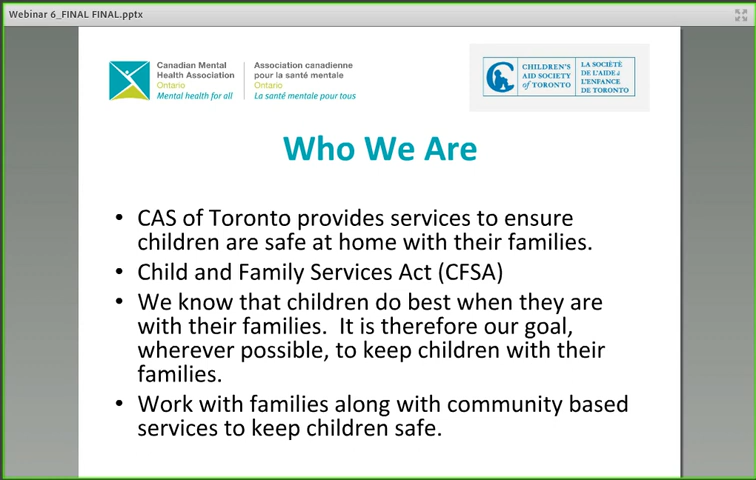 Webinar 6_FINAL FINAL.pptx
Canadian Mental
Health Association
Ontario
Mental health for all
Association canadienne
pour la santé mentale
Ontario
La santé mentale pour tous
CHILDREN'S
AID SOCIETY
of TORONTO
LA SOCIÉTÉ
DE L'AIDE à
L'ENFANCE
DE TORONTO
Who We Are
• CAS of Toronto provides services to ensure
children are safe at home with their families.
• Child and Family Services Act (CFSA)
• We know that children do best when they are
with their families.  It is therefore our goal,
wherever possible, to keep children with their
families.
• Work with families along with community based
services to keep children safe.